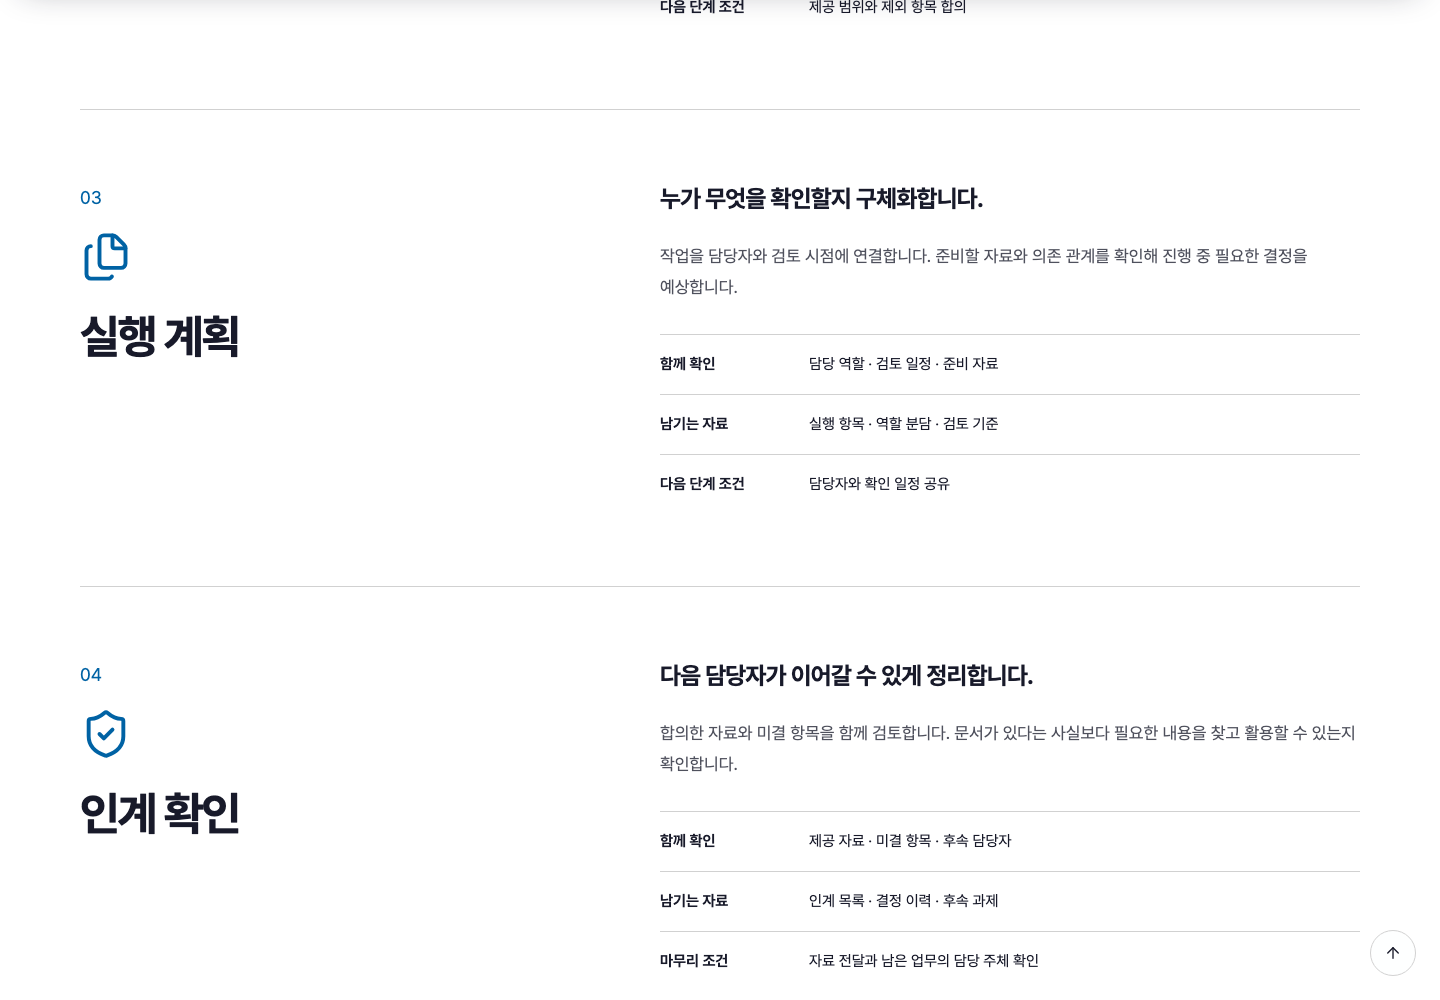 다음 단계 조건 제공 범위와 제외 항목 합의
03
실행 계획
누가 무엇을 확인할지 구체화합니다.
작업을 담당자와 검토 시점에 연결합니다. 준비할 자료와 의존 관계를 확인해 진행 중 필요한 결정을
예상합니다.
함께 확인 담당 역할 · 검토 일정 · 준비 자료
남기는 자료 실행 항목 · 역할 분담 · 검토 기준
다음 단계 조건 담당자와 확인 일정 공유
04
인계 확인
다음 담당자가 이어갈 수 있게 정리합니다.
합의한 자료와 미결 항목을 함께 검토합니다. 문서가 있다는 사실보다 필요한 내용을 찾고 활용할 수 있는지
확인합니다.
함께 확인 제공 자료 · 미결 항목 · 후속 담당자
남기는 자료 인계 목록 · 결정 이력 · 후속 과제
마무리 조건 자료 전달과 남은 업무의 담당 주체 확인